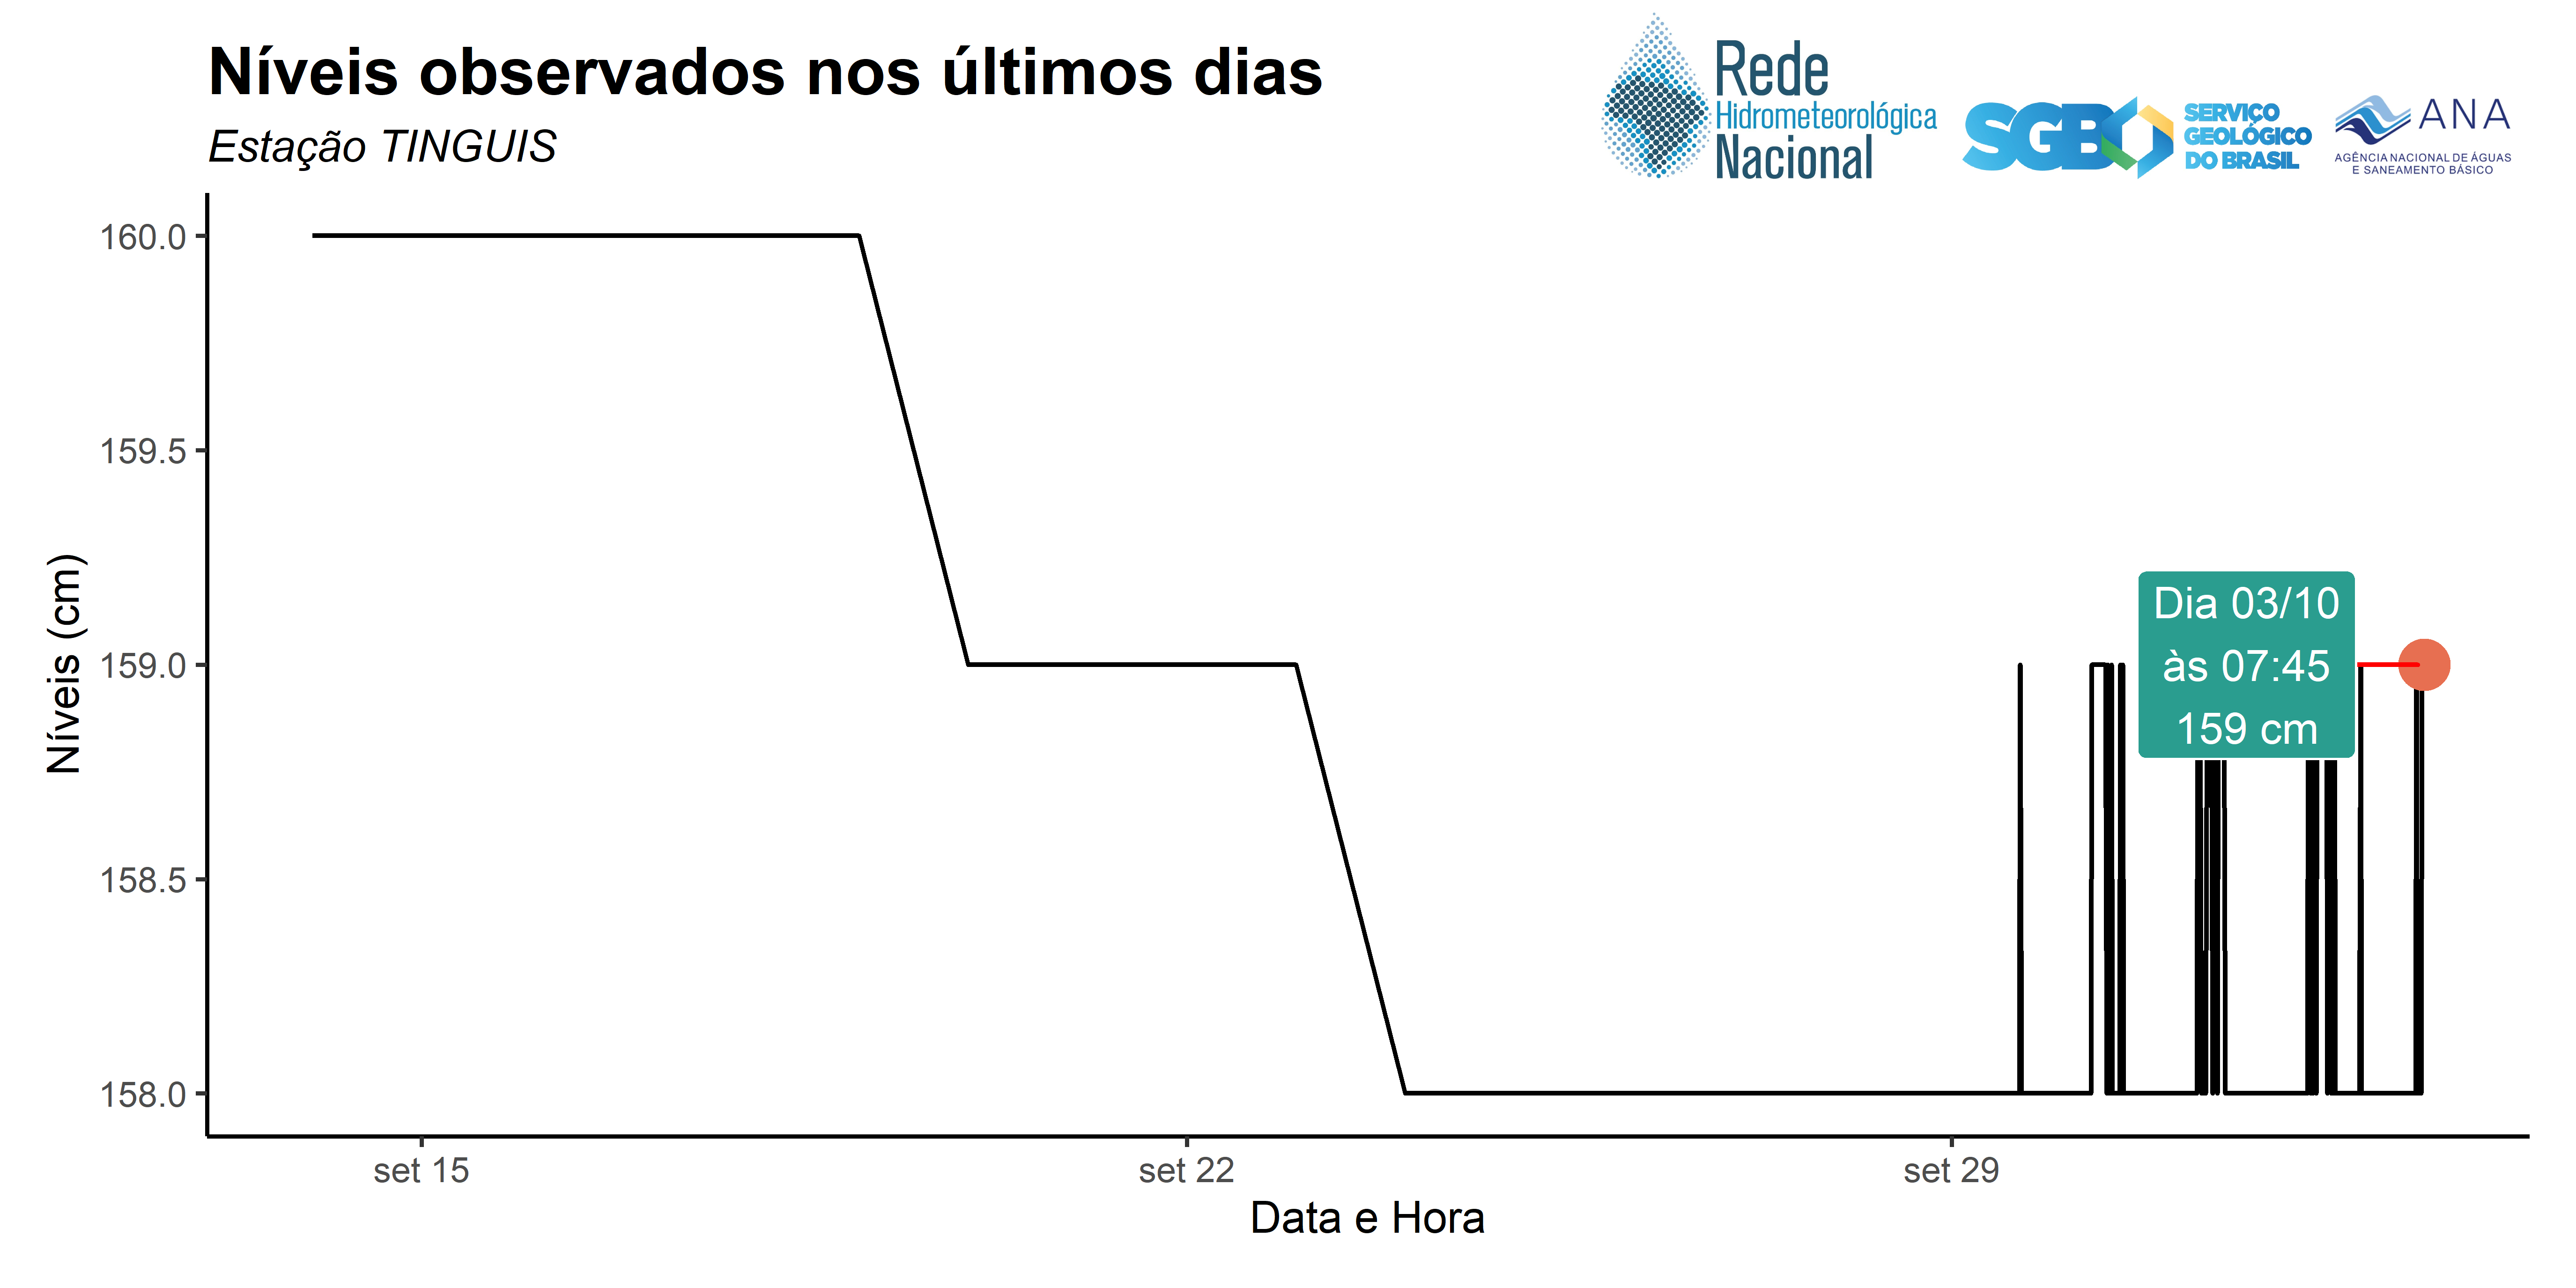 Níveis observados nos últimos dias
Estação TINGUIS
Rede
Hidrometeorológica
Nacional
SGB
SERVIÇO
GEOLÓGICO
DO BRASIL
ANA
AGÊNCIA NACIONAL DE ÁGUAS
E SANEAMENTO BÁSICO
Níveis (cm)
160.0
159.5
159.0
158.5
158.0
Dia 03/10
às 07:45
159 cm
set 15
set 22
set 29
Data e Hora